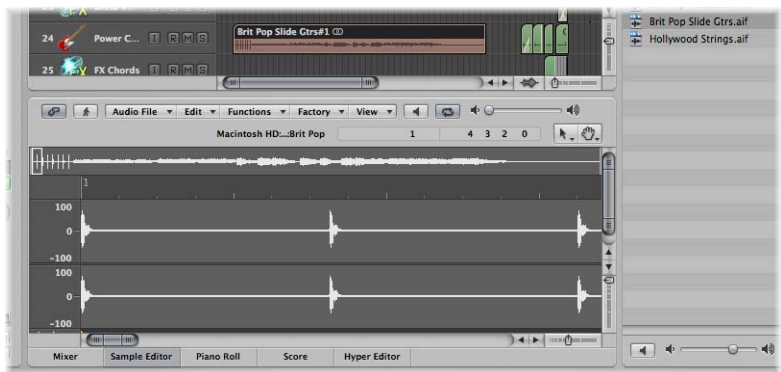 Brit Pop Slide Gtrs.aif
Hollywood Strings.aif
24 Power C... I R M S
Brit Pop Slide Gtrs#1
25 FX Chords I R M S
Audio File Edit Functions Factory View
Macintosh HD:...:Brit Pop 1 4 3 2 0
1
100
0
-100
100
0
-100
Mixer Sample Editor Piano Roll Score Hyper Editor